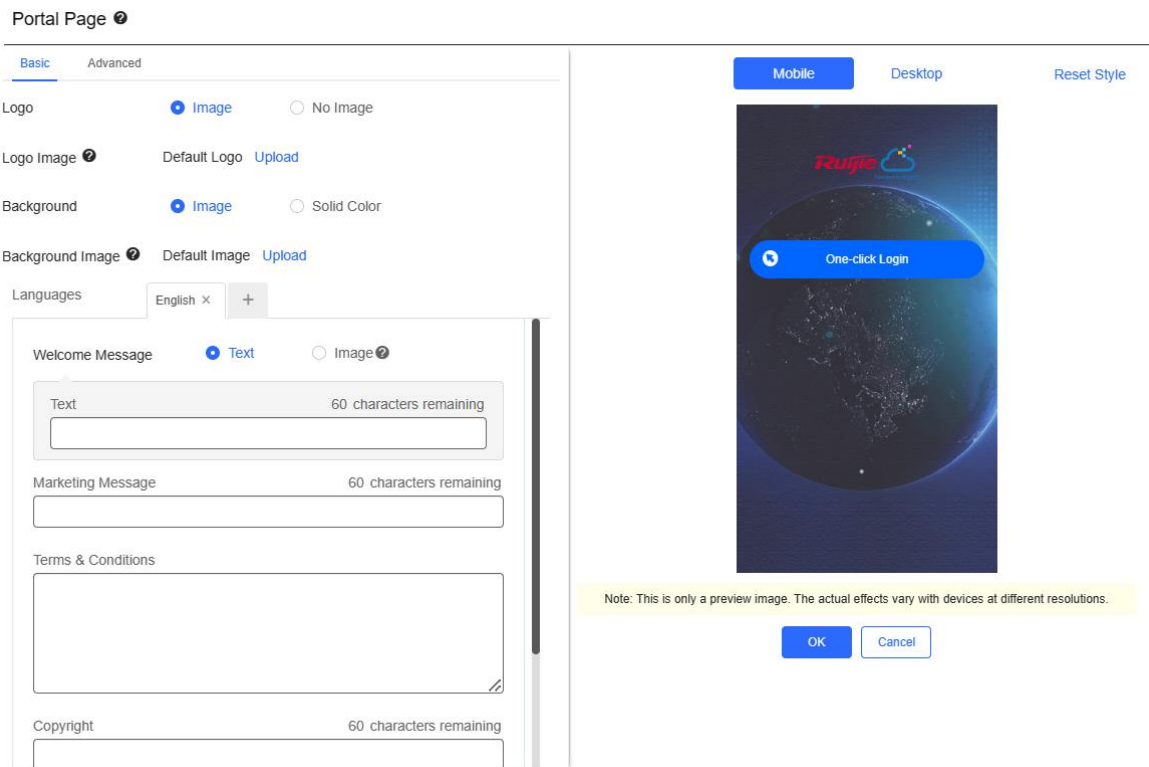 Portal Page
Basic Advanced
Logo Image No Image
Logo Image Default Logo Upload
Background Image Solid Color
Background Image Default Image Upload
Languages English
Welcome Message Text Image
Text 60 characters remaining
Marketing Message 60 characters remaining
Terms & Conditions
Copyright 60 characters remaining
Mobile Desktop Reset Style
Ruijie
One-click Login
Note: This is only a preview image. The actual effects vary with devices at different resolutions.
OK Cancel